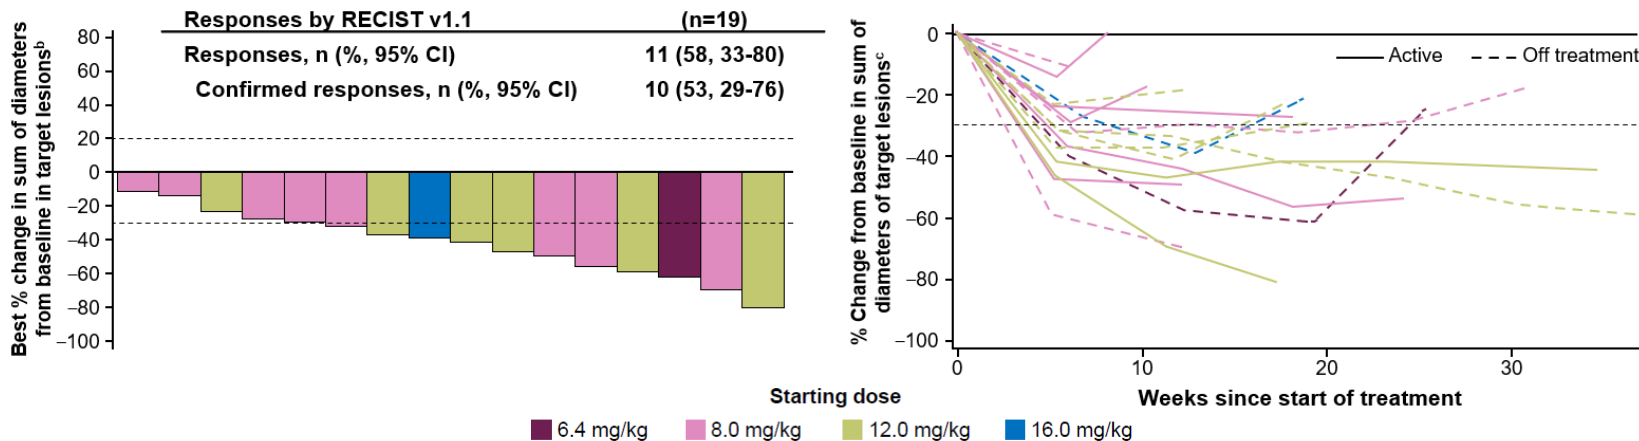 Responses by RECIST v1.1 (n=19)
Responses, n (%, 95% CI) 11 (58, 33-80)
Confirmed responses, n (%, 95% CI) 10 (53, 29-76)
Best % change in sum of diameters
from baseline in target lesionsᵇ
80
60
40
20
0
−20
−40
−60
−80
−100
% Change from baseline in sum of
diameters of target lesionsᶜ
0
−20
−40
−60
−80
−100
Active
Off treatment
0 10 20 30
Weeks since start of treatment
Starting dose
6.4 mg/kg 8.0 mg/kg 12.0 mg/kg 16.0 mg/kg